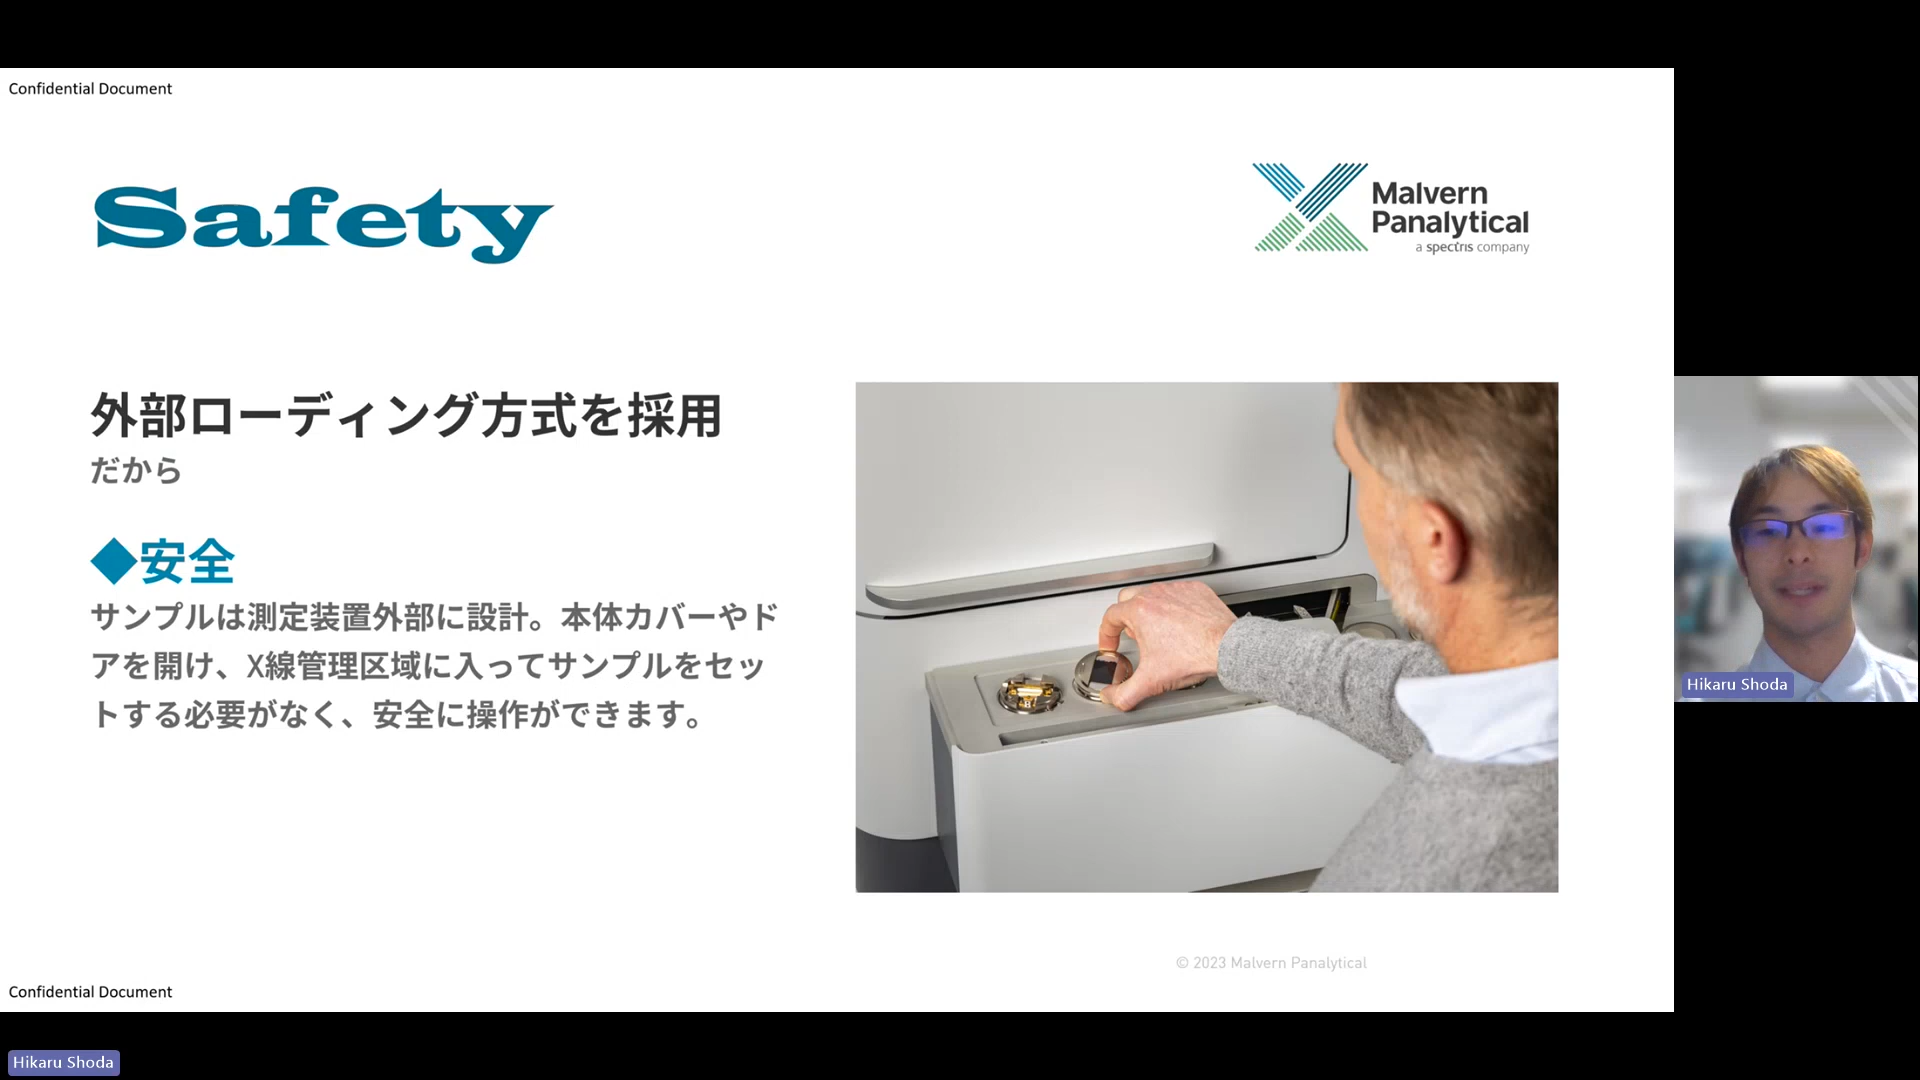 Confidential Document
Safety
Malvern
Panalytical
a spectris company
外部ローディング方式を採用
だから
◆安全
サンプルは測定装置外部に設計。本体カバーやド
アを開け、X線管理区域に入ってサンプルをセッ
トする必要がなく、安全に操作ができます。
Hikaru Shoda
© 2023 Malvern Panalytical
Confidential Document
Hikaru Shoda